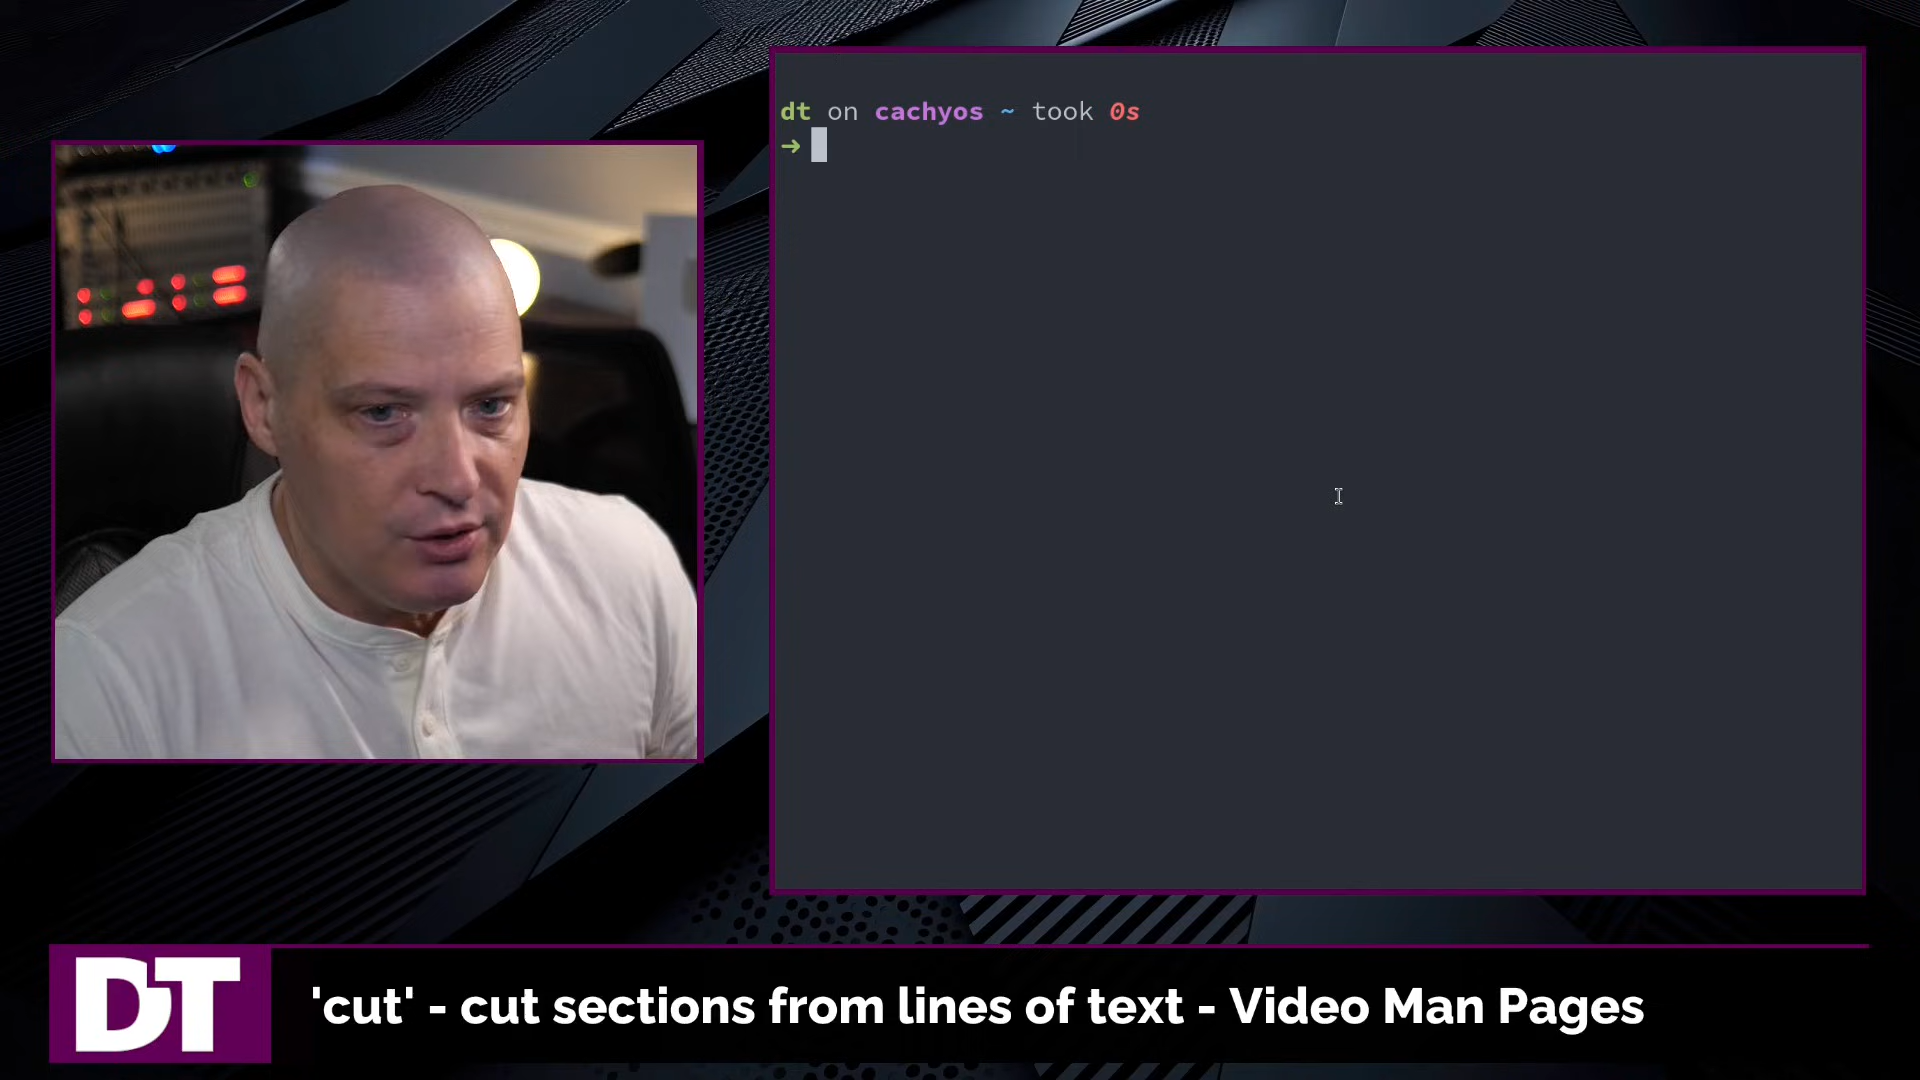 dt on cachyos ~ took 0s
➜
DT
'cut' - cut sections from lines of text - Video Man Pages